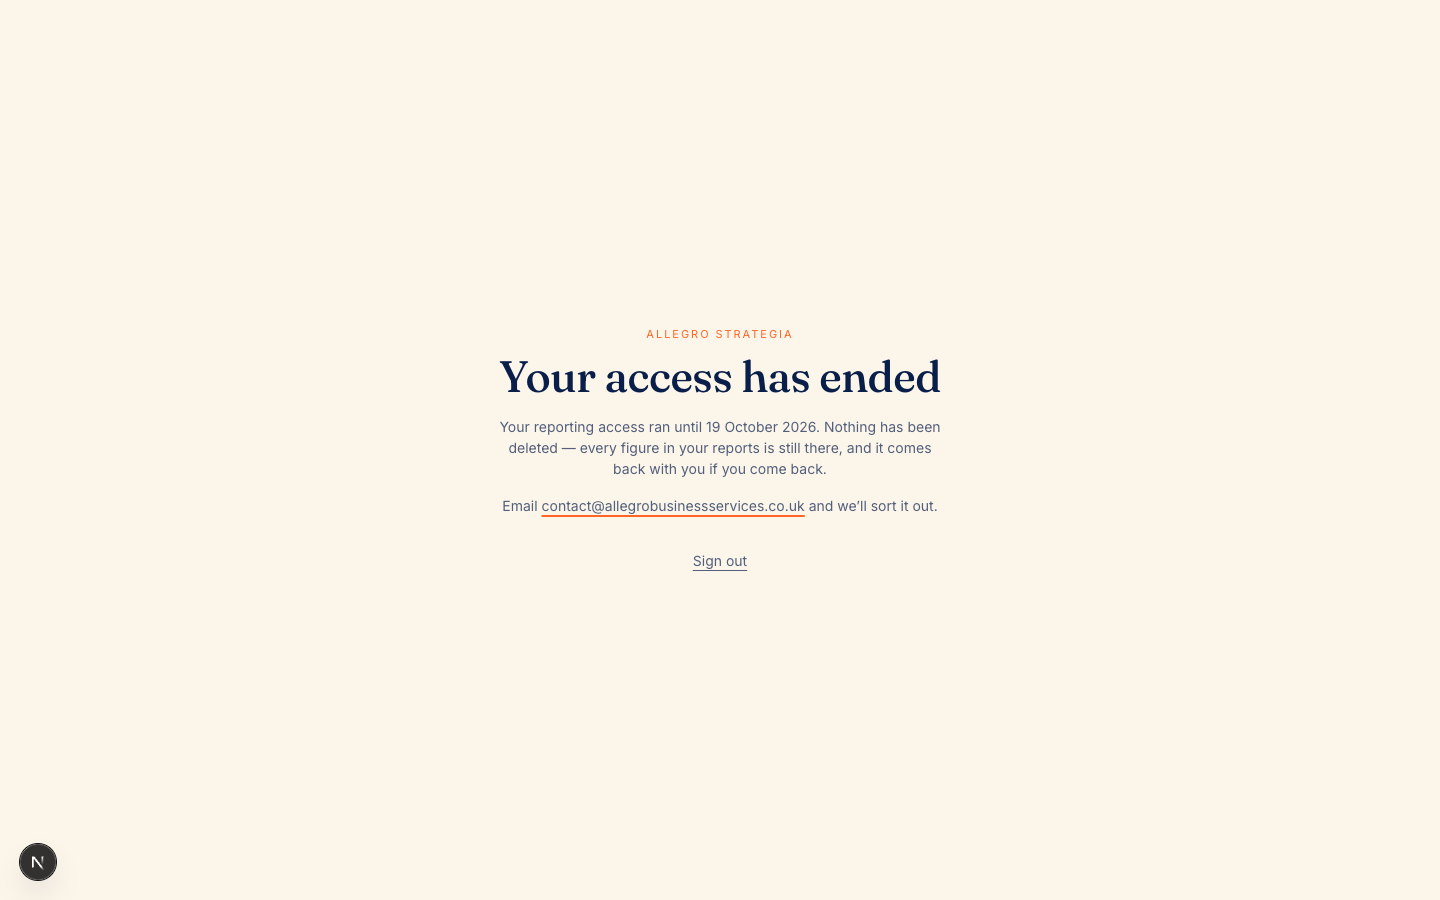 ALLEGRO STRATEGIA
Your access has ended
Your reporting access ran until 19 October 2026. Nothing has been
deleted — every figure in your reports is still there, and it comes
back with you if you come back.
Email contact@allegrobusinessservices.co.uk and we’ll sort it out.
Sign out
N